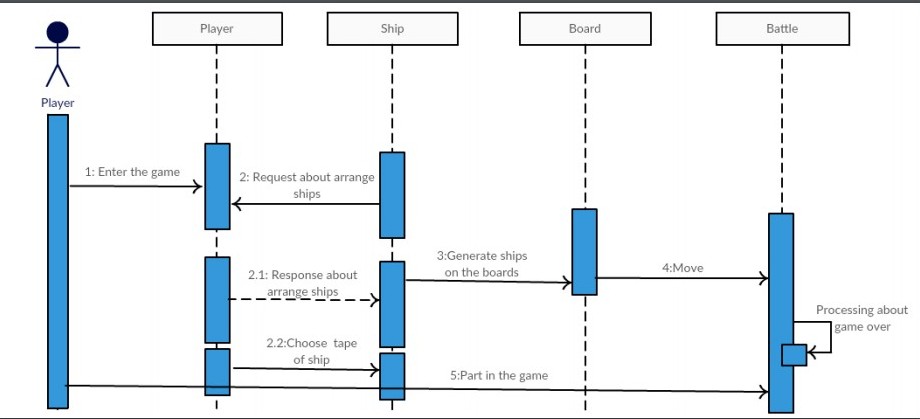 Player
Ship
Board
Battle
Player
1: Enter the game
2: Request about arrange
ships
2.1: Response about
arrange ships
3:Generate ships
on the boards
4:Move
Processing about
game over
2.2:Choose tape
of ship
5:Part in the game